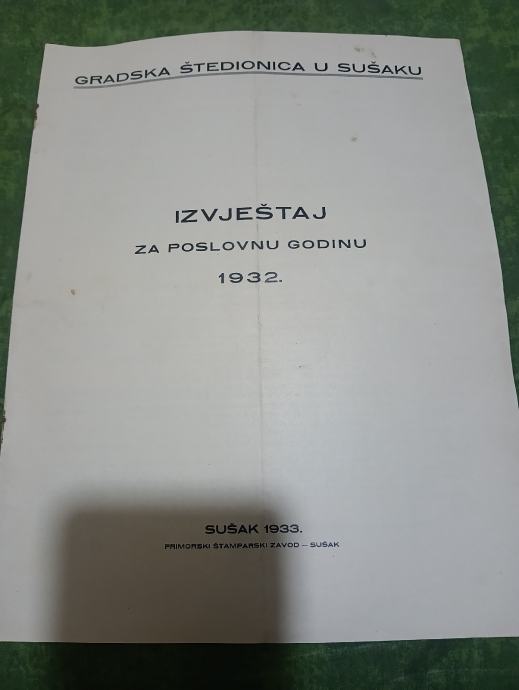 GRADSKA ŠTEDIONICA U SUŠAKU
IZVJEŠTAJ
ZA POSLOVNU GODINU
1932.
SUŠAK 1933.
PRIMORSKI ŠTAMPARSKI ZAVOD – SUŠAK